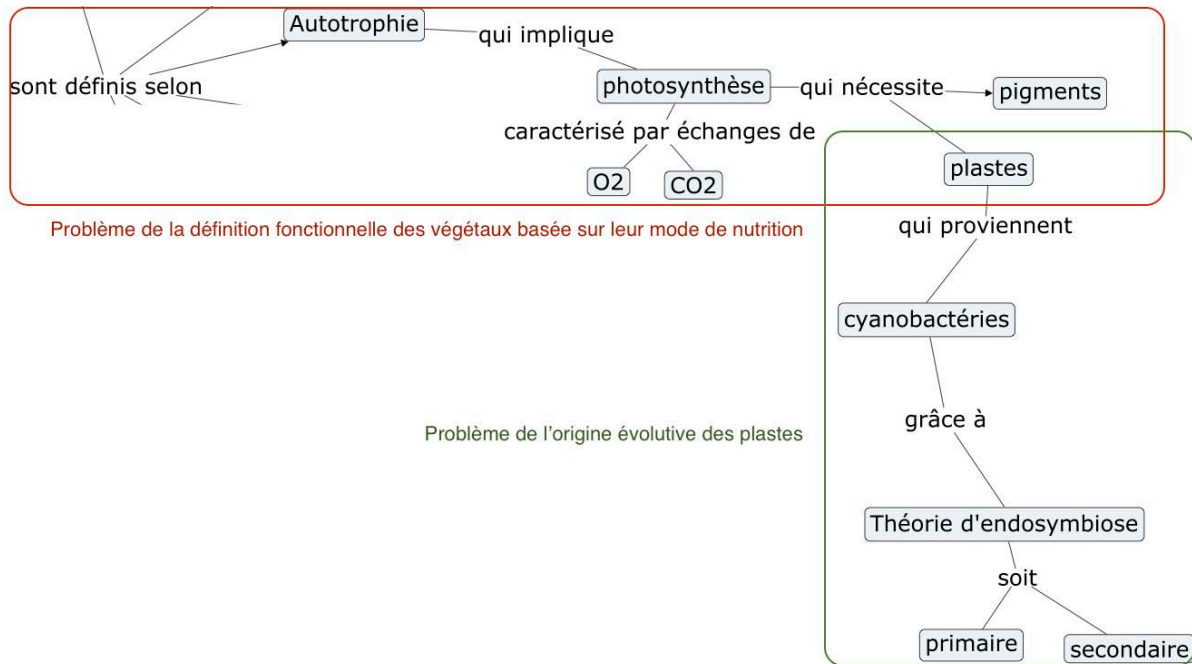 Autotrophie
qui implique
sont définis selon
photosynthèse
qui nécessite
pigments
caractérisé par échanges de
plastes
O2
CO2
Problème de la définition fonctionnelle des végétaux basée sur leur mode de nutrition
qui proviennent
cyanobactéries
grâce à
Problème de l'origine évolutive des plastes
Théorie d'endosymbiose
soit
primaire
secondaire